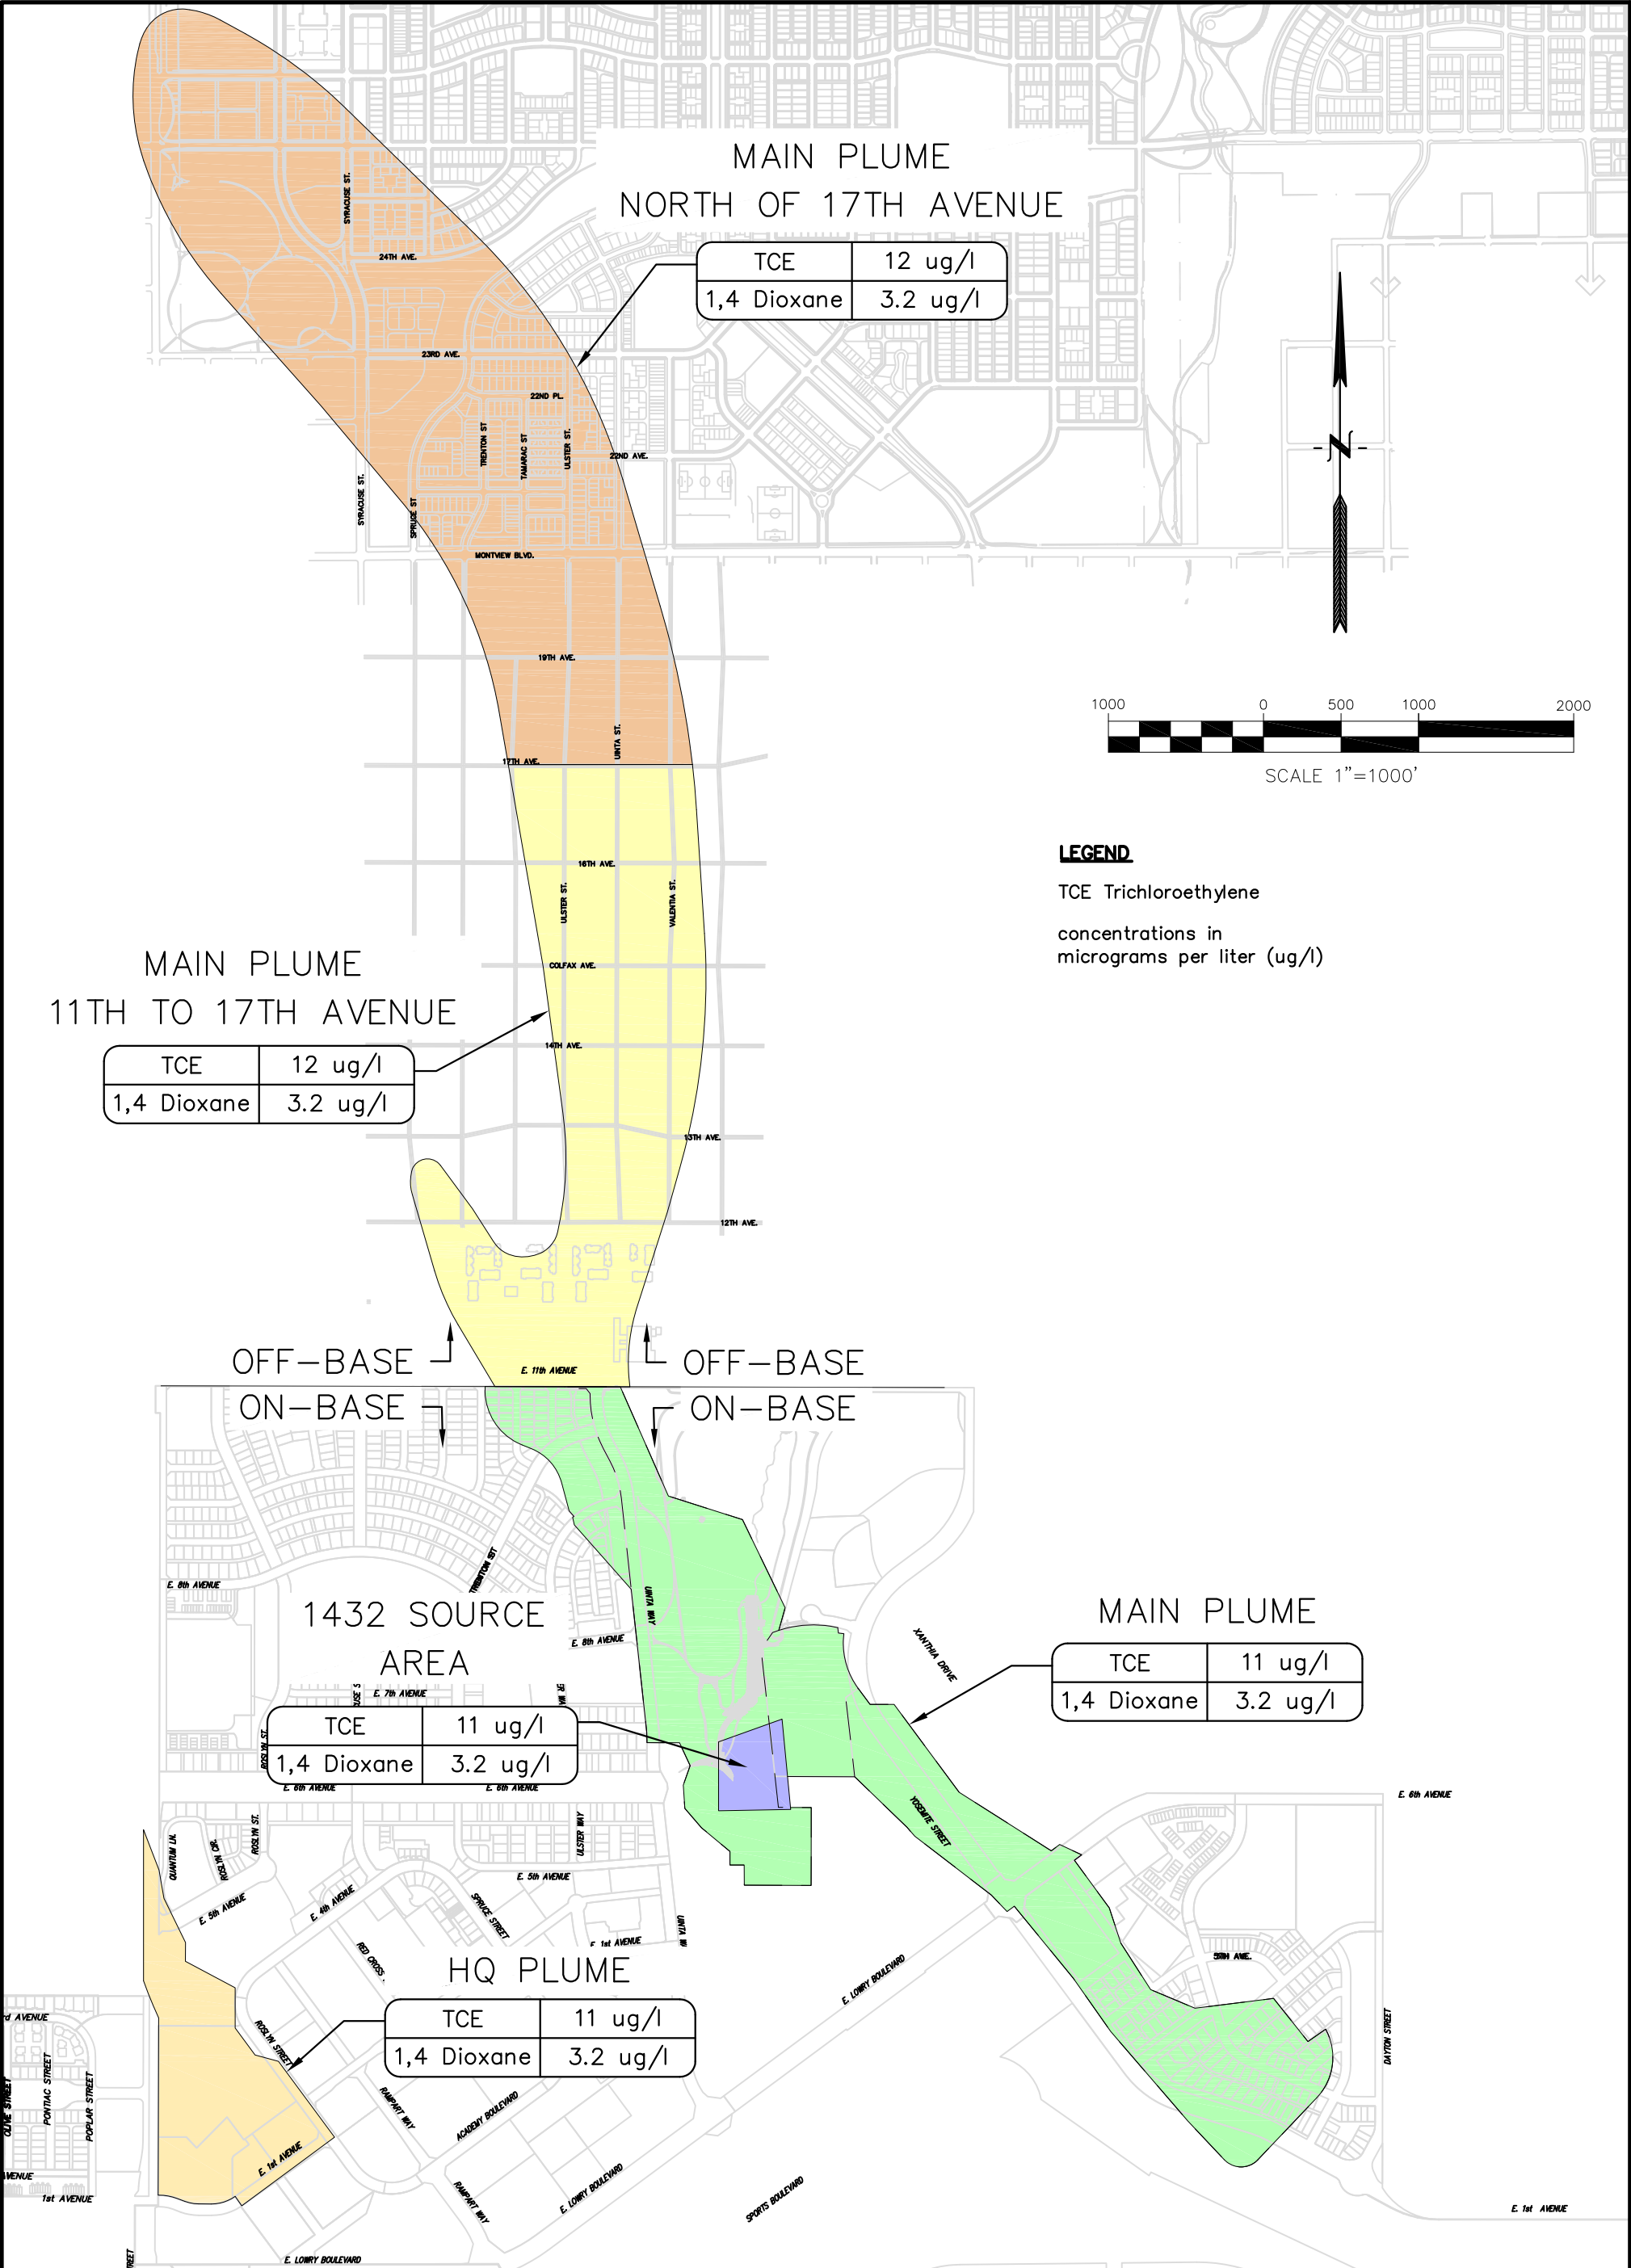 SYRACUSE ST.
24TH AVE.
MAIN PLUME
NORTH OF 17TH AVENUE
TCE 12 ug/l
1,4 Dioxane 3.2 ug/l
23RD AVE.
22ND PL.
TRENTON ST
TAMARAC ST
ULSTER ST.
22ND AVE.
SYRACUSE ST.
SPRUCE ST
MONTVIEW BLVD.
N
19TH AVE.
UINTA ST.
17TH AVE.
1000 0 500 1000 2000
SCALE 1"=1000'
16TH AVE.
ULSTER ST.
VALENTIA ST.
LEGEND
TCE Trichloroethylene
concentrations in
micrograms per liter (ug/l)
COLFAX AVE.
MAIN PLUME
11TH TO 17TH AVENUE
TCE 12 ug/l
1,4 Dioxane 3.2 ug/l
14TH AVE.
13TH AVE.
12TH AVE.
OFF-BASE
OFF-BASE
E. 11th AVENUE
ON-BASE
ON-BASE
E. 8th AVENUE
UINTA WAY
E. 8th AVENUE
XANTHIA DRIVE
1432 SOURCE
AREA
TCE 11 ug/l
1,4 Dioxane 3.2 ug/l
MAIN PLUME
TCE 11 ug/l
1,4 Dioxane 3.2 ug/l
E. 7th AVENUE
ROSLYN ST.
E. 6th AVENUE
E. 6th AVENUE
E. 6th AVENUE
YOSEMITE STREET
QUANTUM LN.
ROSLYN CIR.
ROSLYN ST.
ULSTER WAY
E. 5th AVENUE
E. 5th AVENUE
E. 4th AVENUE
SPRUCE STREET
RED CROSS
E. 1st AVENUE
UINTA W
HQ PLUME
TCE 11 ug/l
1,4 Dioxane 3.2 ug/l
E. LOWRY BOULEVARD
DAYTON STREET
rd AVENUE
ROSLYN STREET
OLIVE STREET
PONTIAC STREET
POPLAR STREET
RAMPART WAY
ACADEMY BOULEVARD
E. 1st AVENUE
AVENUE
1st AVENUE
RAMPART WAY
E. LOWRY BOULEVARD
SPORTS BOULEVARD
E. 1st AVENUE
REET
E. LOWRY BOULEVARD